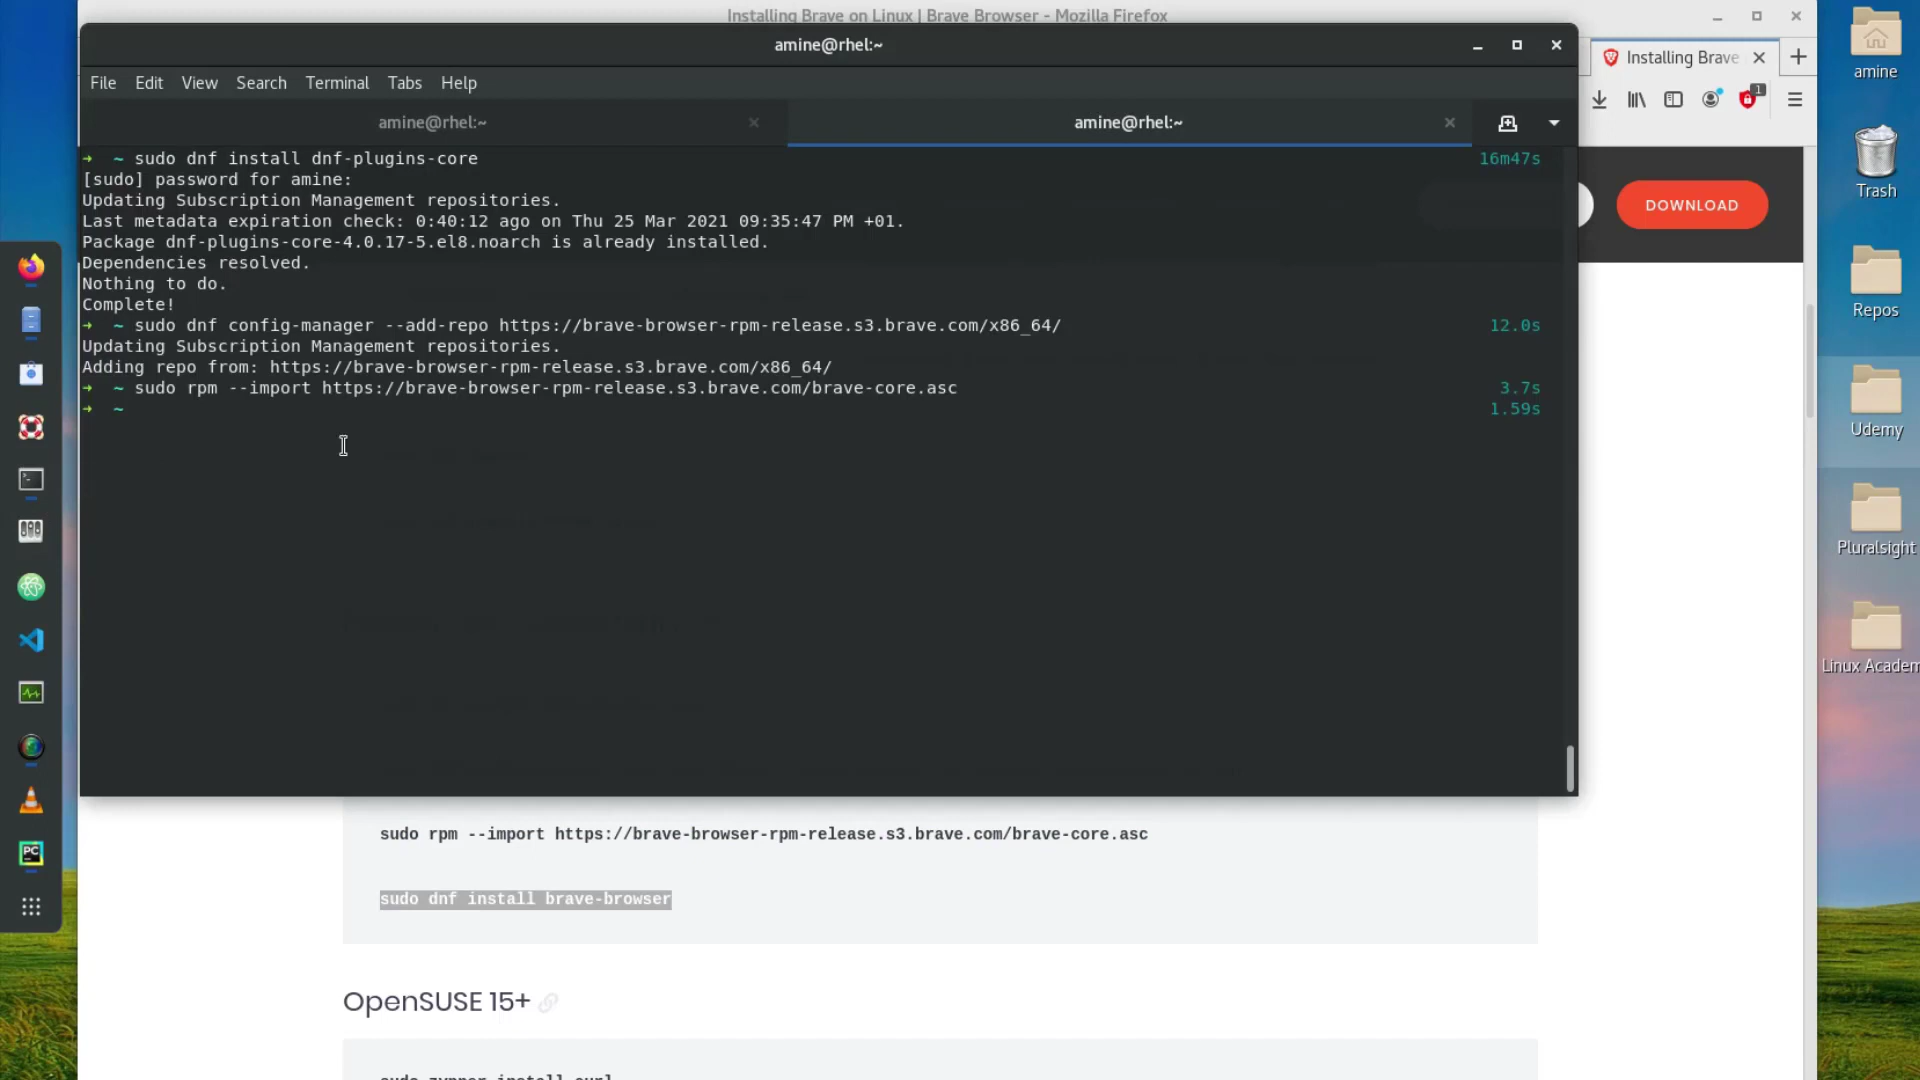 Installing Brave on Linux | Brave Browser - Mozilla Firefox
amine@rhel:~
Installing Brave
File Edit View Search Terminal Tabs Help
1
amine@rhel:~
amine@rhel:~
➜ ~ sudo dnf install dnf-plugins-core 16m47s
[sudo] password for amine:
Updating Subscription Management repositories.
Last metadata expiration check: 0:40:12 ago on Thu 25 Mar 2021 09:35:47 PM +01.
Package dnf-plugins-core-4.0.17-5.el8.noarch is already installed.
Dependencies resolved.
Nothing to do.
Complete!
➜ ~ sudo dnf config-manager --add-repo https://brave-browser-rpm-release.s3.brave.com/x86_64/ 12.0s
Updating Subscription Management repositories.
Adding repo from: https://brave-browser-rpm-release.s3.brave.com/x86_64/
➜ ~ sudo rpm --import https://brave-browser-rpm-release.s3.brave.com/brave-core.asc 3.7s
➜ ~ 1.59s
DOWNLOAD
sudo rpm --import https://brave-browser-rpm-release.s3.brave.com/brave-core.asc
sudo dnf install brave-browser
OpenSUSE 15+
sudo zypper install curl
amine
Trash
Repos
Udemy
Pluralsight
Linux Academ
PC